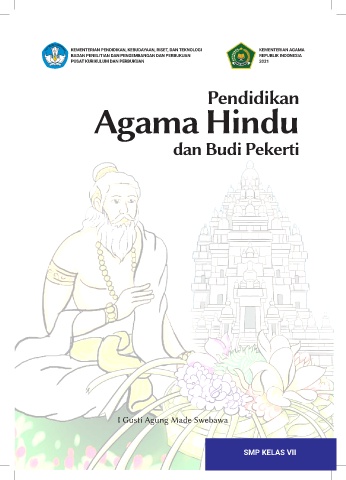 KEMENTERIAN PENDIDIKAN, KEBUDAYAAN, RISET, DAN TEKNOLOGI
BADAN PENELITIAN DAN PENGEMBANGAN DAN PERBUKUAN
PUSAT KURIKULUM DAN PERBUKUAN
KEMENTERIAN AGAMA
REPUBLIK INDONESIA
2021
Pendidikan
Agama Hindu
dan Budi Pekerti
I Gusti Agung Made Swebawa
SMP KELAS VII